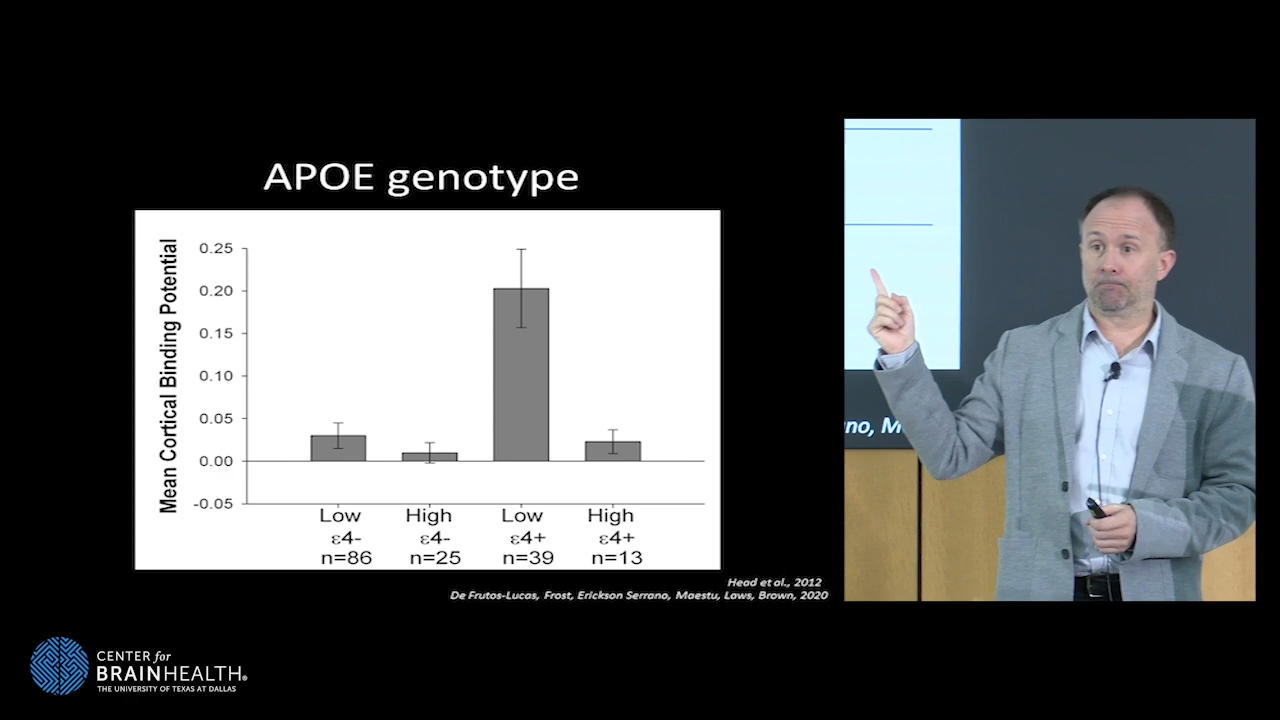 APOE genotype
Mean Cortical Binding Potential
0.25
0.20
0.15
0.10
0.05
0.00
-0.05
Low High Low High
ε4- ε4- ε4+ ε4+
n=86 n=25 n=39 n=13
Head et al., 2012
De Frutos-Lucas, Frost, Erickson Serrano, Maestu, Laws, Brown, 2020
CENTER for
BRAINHEALTH®
THE UNIVERSITY OF TEXAS AT DALLAS